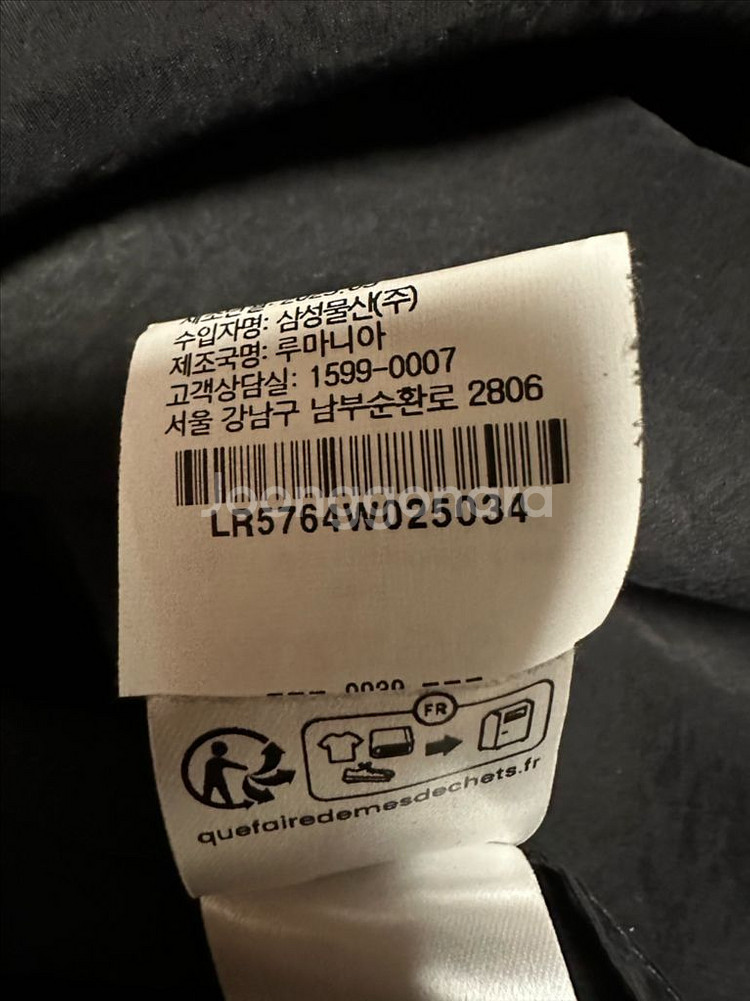 수입자명: 삼성물산(주)
제조국명: 루마니아
고객상담실: 1599-0007
서울 강남구 남부순환로 2806
Joonggonara
LR5764W025034
FR
quefairedemesdechets.fr